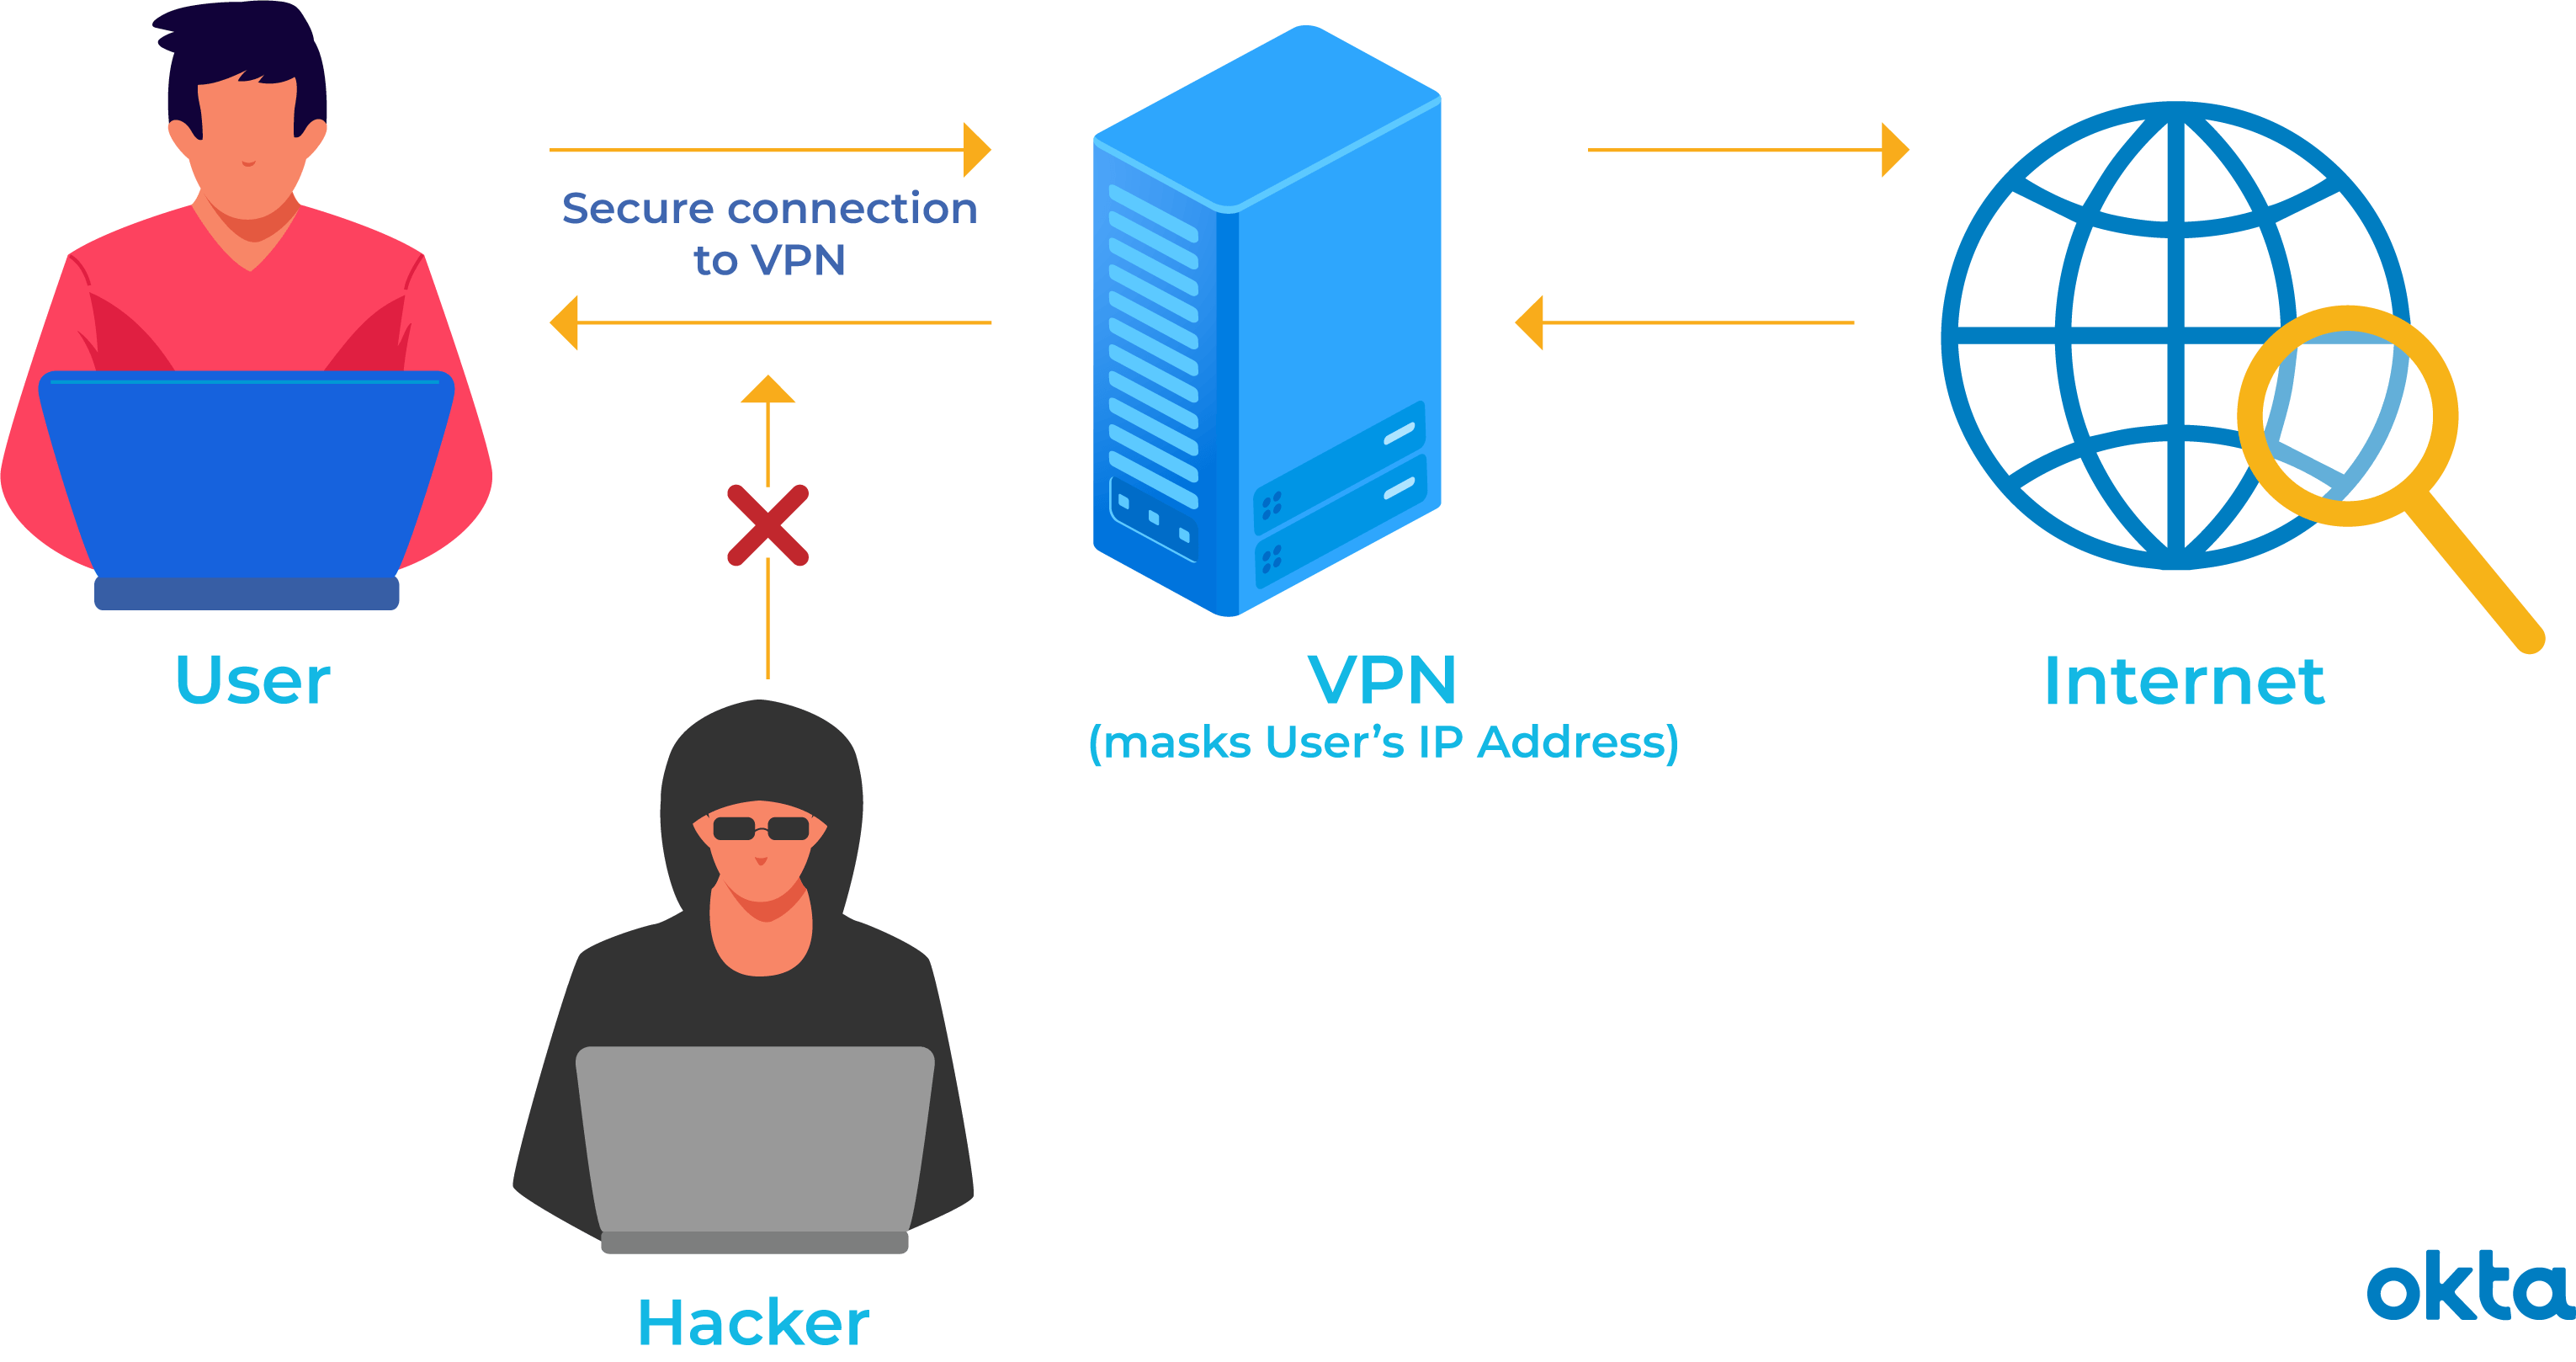 Secure connection
to VPN
User
VPN
(masks User’s IP Address)
Internet
Hacker
okta